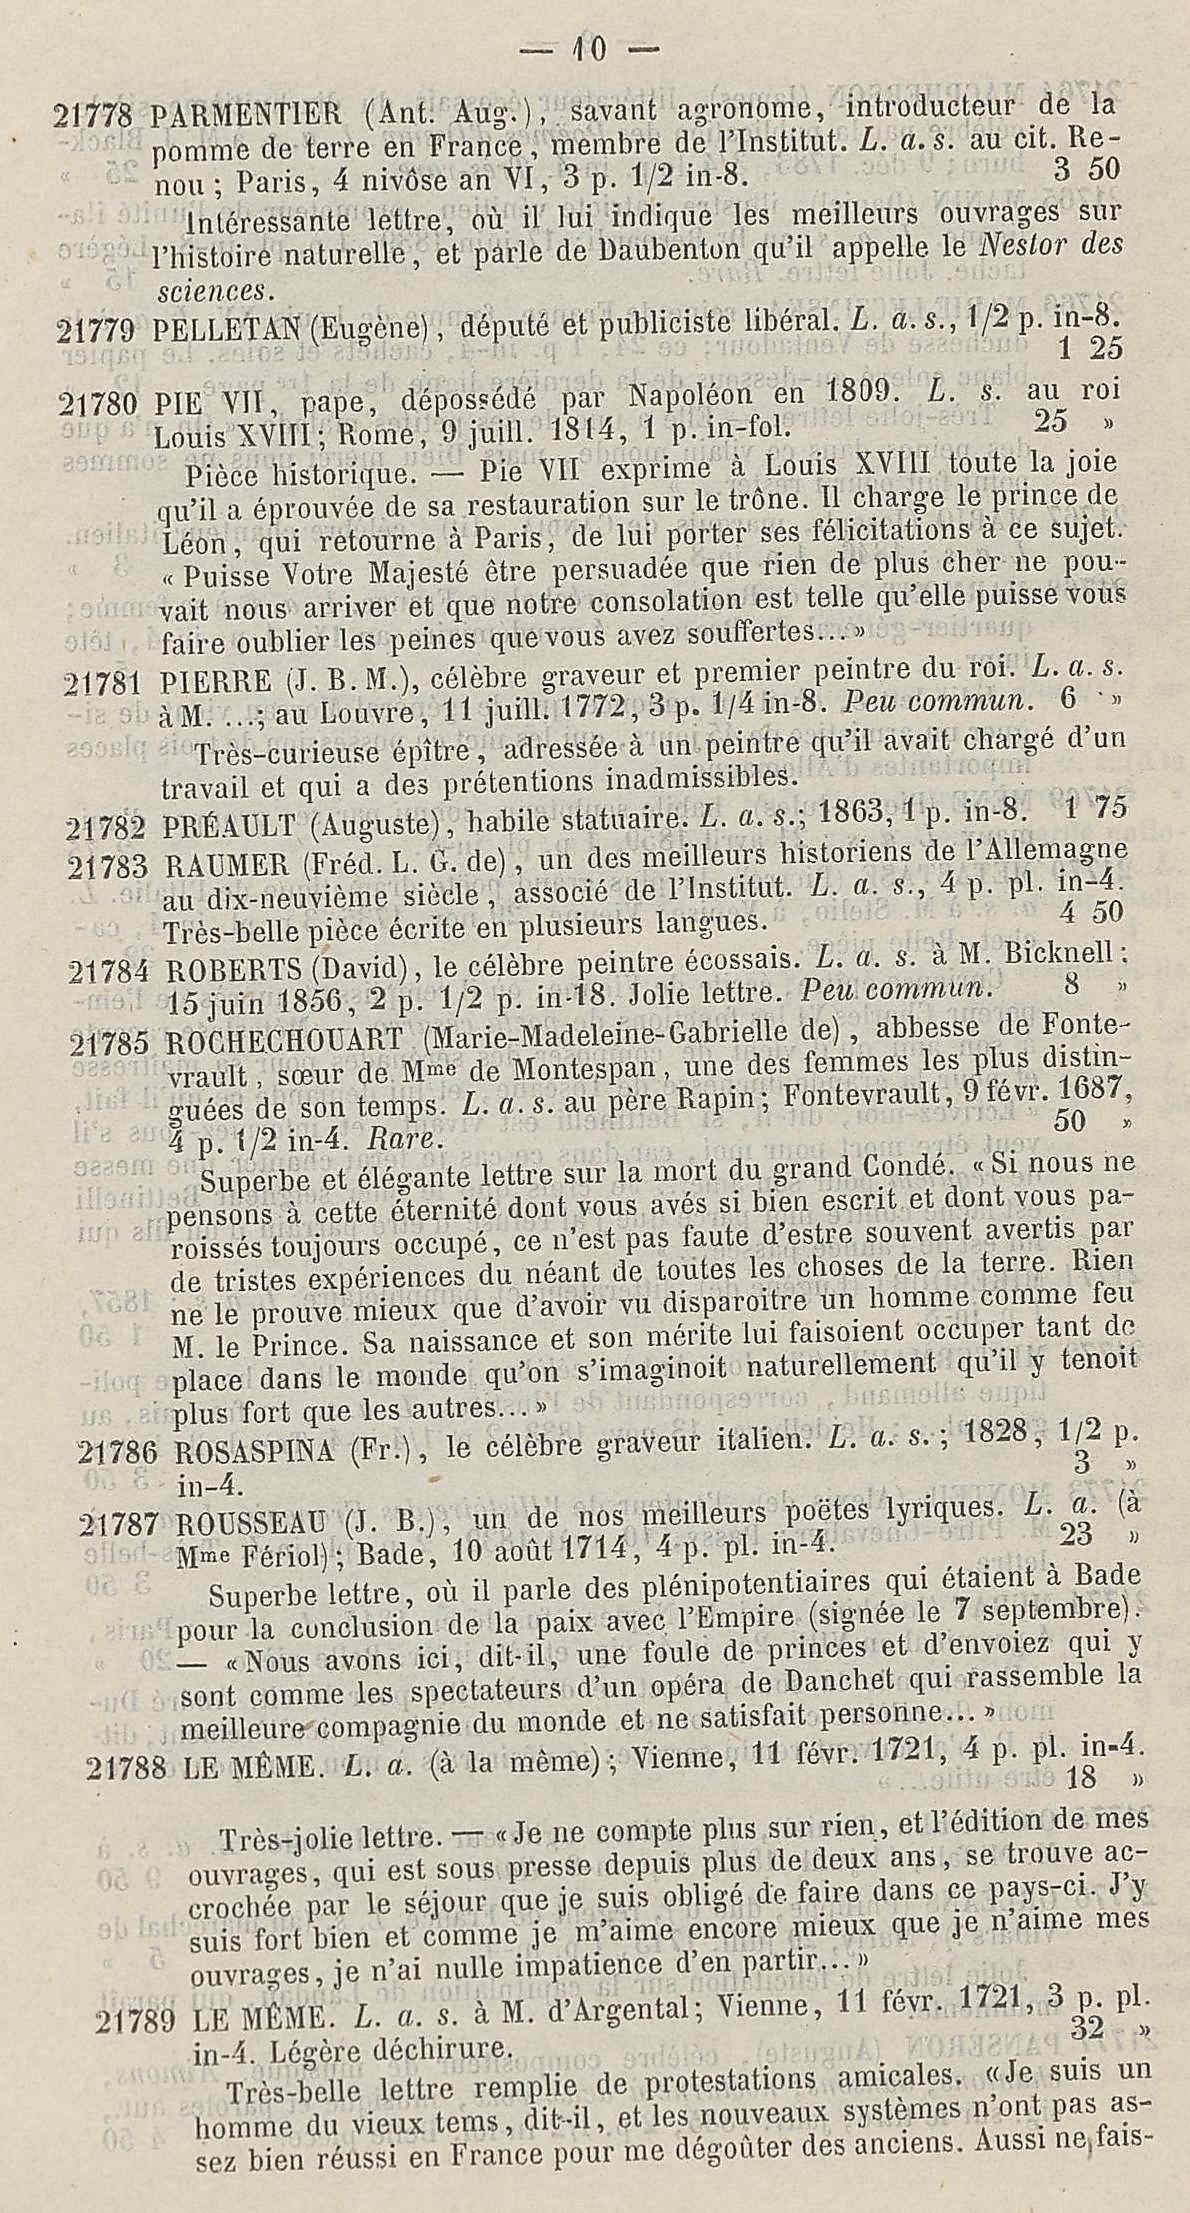 — 10 —
21778 PARMENTIER (Ant. Aug.), savant agronome, introducteur de la
pomme de terre en France, membre de l'Institut. L. a. s. au cit. Re-
nou ; Paris, 4 nivôse an VI, 3 p. 1/2 in-8. 3 50
Intéressante lettre, où il lui indique les meilleurs ouvrages sur
l'histoire naturelle, et parle de Daubenton qu'il appelle le Nestor des
sciences.
21779 PELLETAN (Eugène), député et publiciste libéral. L. a. s., 1/2 p. in-8.
1 25
21780 PIE VII, pape, dépossédé par Napoléon en 1809. L. s. au roi
Louis XVIII ; Rome, 9 juill. 1814, 1 p. in-fol. 25 »
Pièce historique. — Pie VII exprime à Louis XVIII toute la joie
qu'il a éprouvée de sa restauration sur le trône. Il charge le prince de
Léon, qui retourne à Paris, de lui porter ses félicitations à ce sujet.
« Puisse Votre Majesté être persuadée que rien de plus cher ne pou-
vait nous arriver et que notre consolation est telle qu'elle puisse vous
faire oublier les peines que vous avez souffertes... »
21781 PIERRE (J. B. M.), célèbre graveur et premier peintre du roi. L. a. s.
à M. ...; au Louvre, 11 juill. 1772, 3 p. 1/4 in-8. Peu commun. 6 »
Très-curieuse épître, adressée à un peintre qu'il avait chargé d'un
travail et qui a des prétentions inadmissibles.
21782 PRÉAULT (Auguste), habile statuaire. L. a. s.; 1863, 1 p. in-8. 1 75
21783 RAUMER (Fréd. L. G. de), un des meilleurs historiens de l'Allemagne
au dix-neuvième siècle, associé de l'Institut. L. a. s., 4 p. pl. in-4.
Très-belle pièce écrite en plusieurs langues. 4 50
21784 ROBERTS (David), le célèbre peintre écossais. L. a. s. à M. Bicknell ;
15 juin 1856, 2 p. 1/2 p. in-18. Jolie lettre. Peu commun. 8 »
21785 ROCHECHOUART (Marie-Madeleine-Gabrielle de), abbesse de Fonte-
vrault, sœur de Mme de Montespan, une des femmes les plus distin-
guées de son temps. L. a. s. au père Rapin ; Fontevrault, 9 févr. 1687,
4 p. 1/2 in-4. Rare. 50 »
Superbe et élégante lettre sur la mort du grand Condé. « Si nous ne
pensons à cette éternité dont vous avés si bien escrit et dont vous pa-
roissés toujours occupé, ce n'est pas faute d'estre souvent avertis par
de tristes expériences du néant de toutes les choses de la terre. Rien
ne le prouve mieux que d'avoir vu disparoitre un homme comme feu
M. le Prince. Sa naissance et son mérite lui faisoient occuper tant de
place dans le monde qu'on s'imaginoit naturellement qu'il y tenoit
plus fort que les autres... »
21786 ROSASPINA (Fr.), le célèbre graveur italien. L. a. s. ; 1828, 1/2 p.
in-4. 3 »
21787 ROUSSEAU (J. B.), un de nos meilleurs poëtes lyriques. L. a. (à
Mme Fériol) ; Bade, 10 août 1714, 4 p. pl. in-4. 23 »
Superbe lettre, où il parle des plénipotentiaires qui étaient à Bade
pour la conclusion de la paix avec l'Empire (signée le 7 septembre).
— « Nous avons ici, dit-il, une foule de princes et d'envoiez qui y
sont comme les spectateurs d'un opéra de Danchet qui rassemble la
meilleure compagnie du monde et ne satisfait personne... »
21788 LE MÊME. L. a. (à la même) ; Vienne, 11 févr. 1721, 4 p. pl. in-4.
18 »
Très-jolie lettre. — « Je ne compte plus sur rien, et l'édition de mes
ouvrages, qui est sous presse depuis plus de deux ans, se trouve ac-
crochée par le séjour que je suis obligé de faire dans ce pays-ci. J'y
suis fort bien et comme je m'aime encore mieux que je n'aime mes
ouvrages, je n'ai nulle impatience d'en partir... »
21789 LE MÊME. L. a. s. à M. d'Argental ; Vienne, 11 févr. 1721, 3 p. pl.
in-4. Légère déchirure. 32 »
Très-belle lettre remplie de protestations amicales. « Je suis un
homme du vieux tems, dit-il, et les nouveaux systèmes n'ont pas as-
sez bien réussi en France pour me dégoûter des anciens. Aussi ne fais-